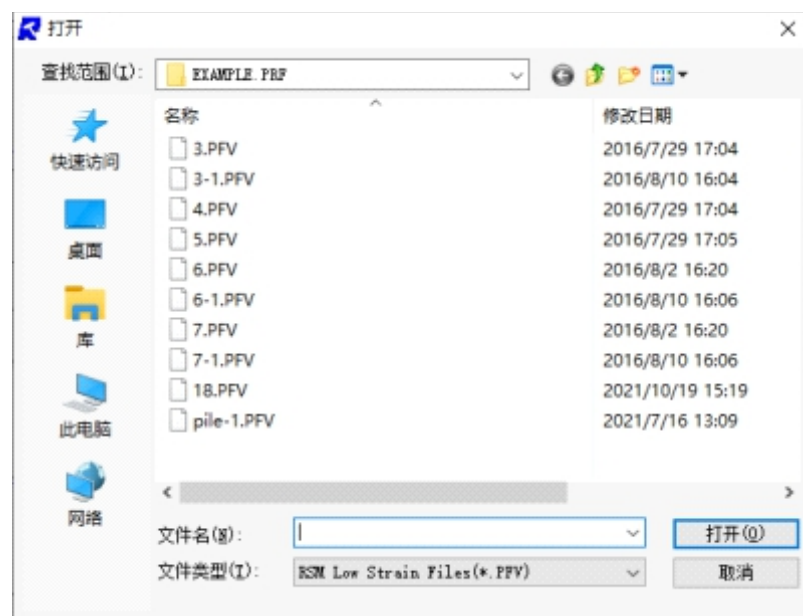 打开
查找范围(I): EXAMPLE.PRF
名称 修改日期
3.PFV 2016/7/29 17:04
3-1.PFV 2016/8/10 16:04
4.PFV 2016/7/29 17:04
5.PFV 2016/7/29 17:05
6.PFV 2016/8/2 16:20
6-1.PFV 2016/8/10 16:06
7.PFV 2016/8/2 16:20
7-1.PFV 2016/8/10 16:06
18.PFV 2021/10/19 15:19
pile-1.PFV 2021/7/16 13:09
快速访问
桌面
库
此电脑
网络
文件名(N): 打开(O)
文件类型(T): RSM Low Strain Files(*.PFV) 取消